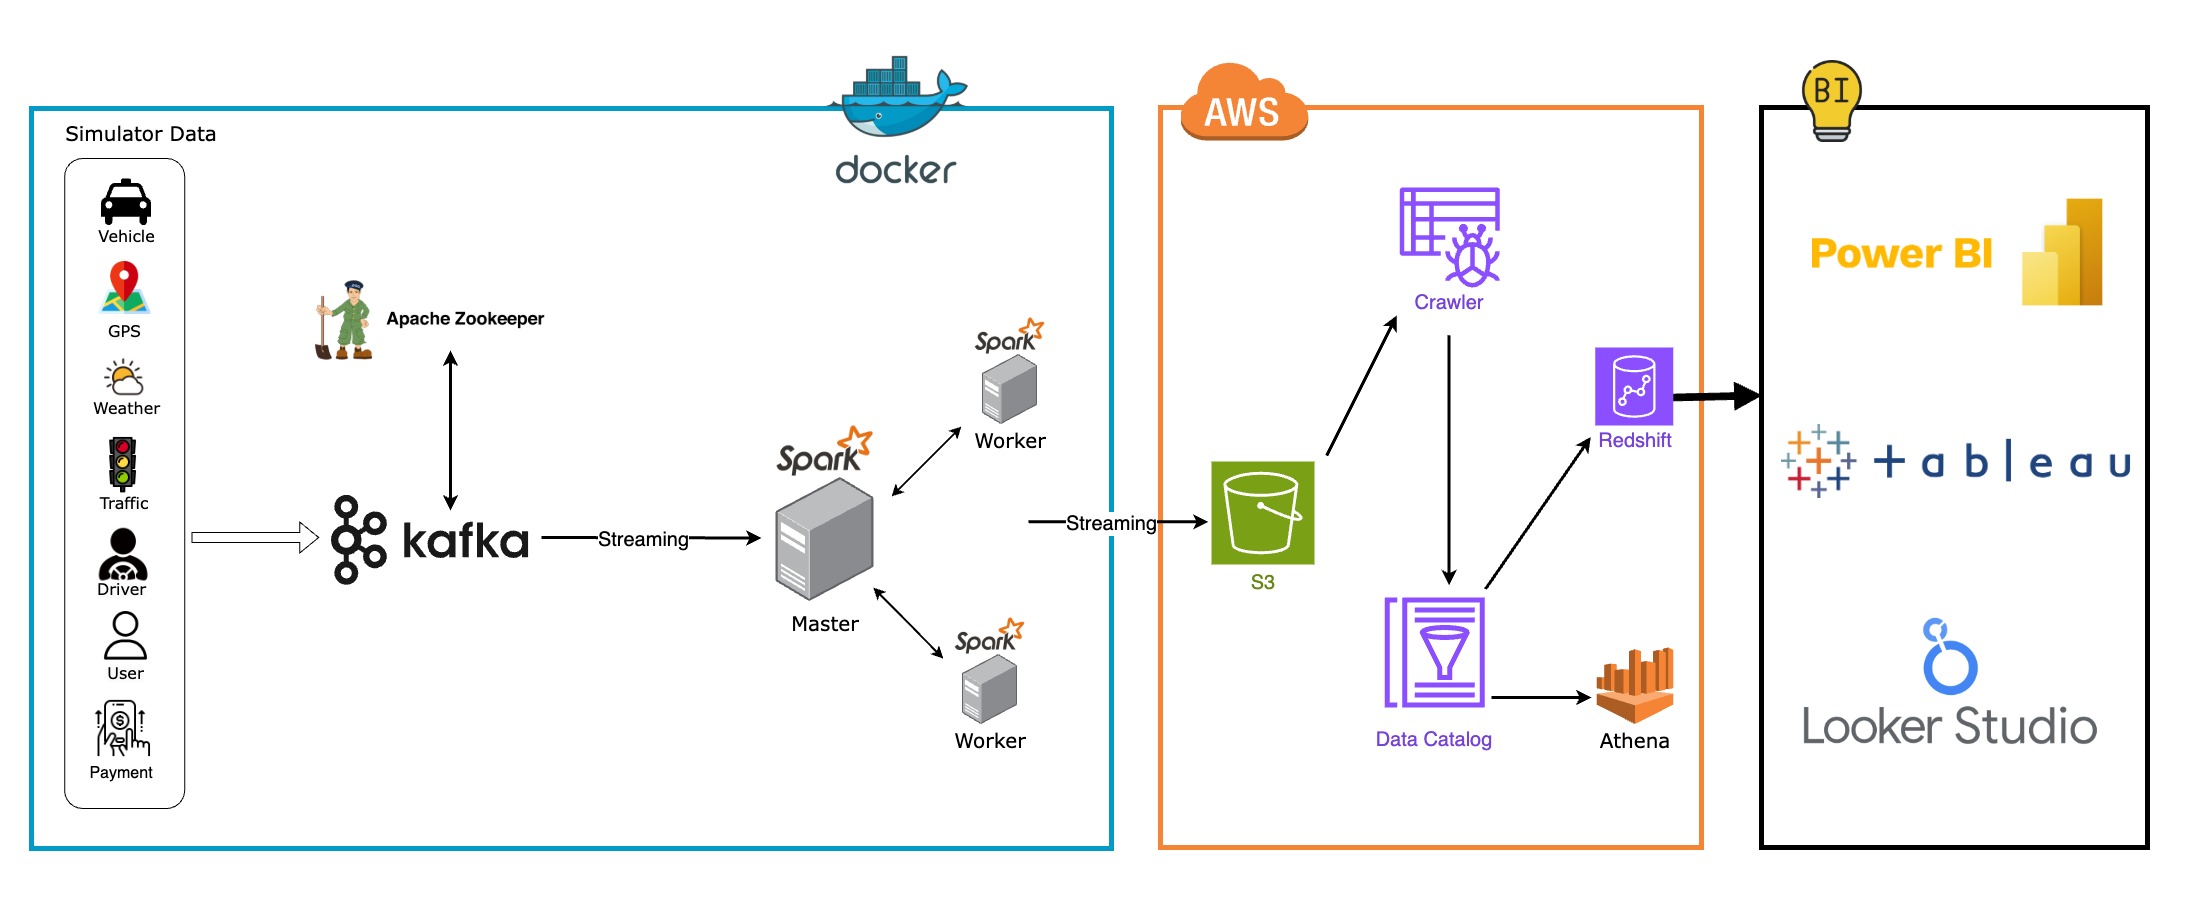 Simulator Data
Vehicle
GPS
Weather
Traffic
Driver
User
Payment
docker
Apache Zookeeper
kafka
Streaming
Spark
Master
Spark
Worker
Spark
Worker
Streaming
AWS
S3
Crawler
Data Catalog
Redshift
Athena
BI
Power BI
+ableau
Looker Studio